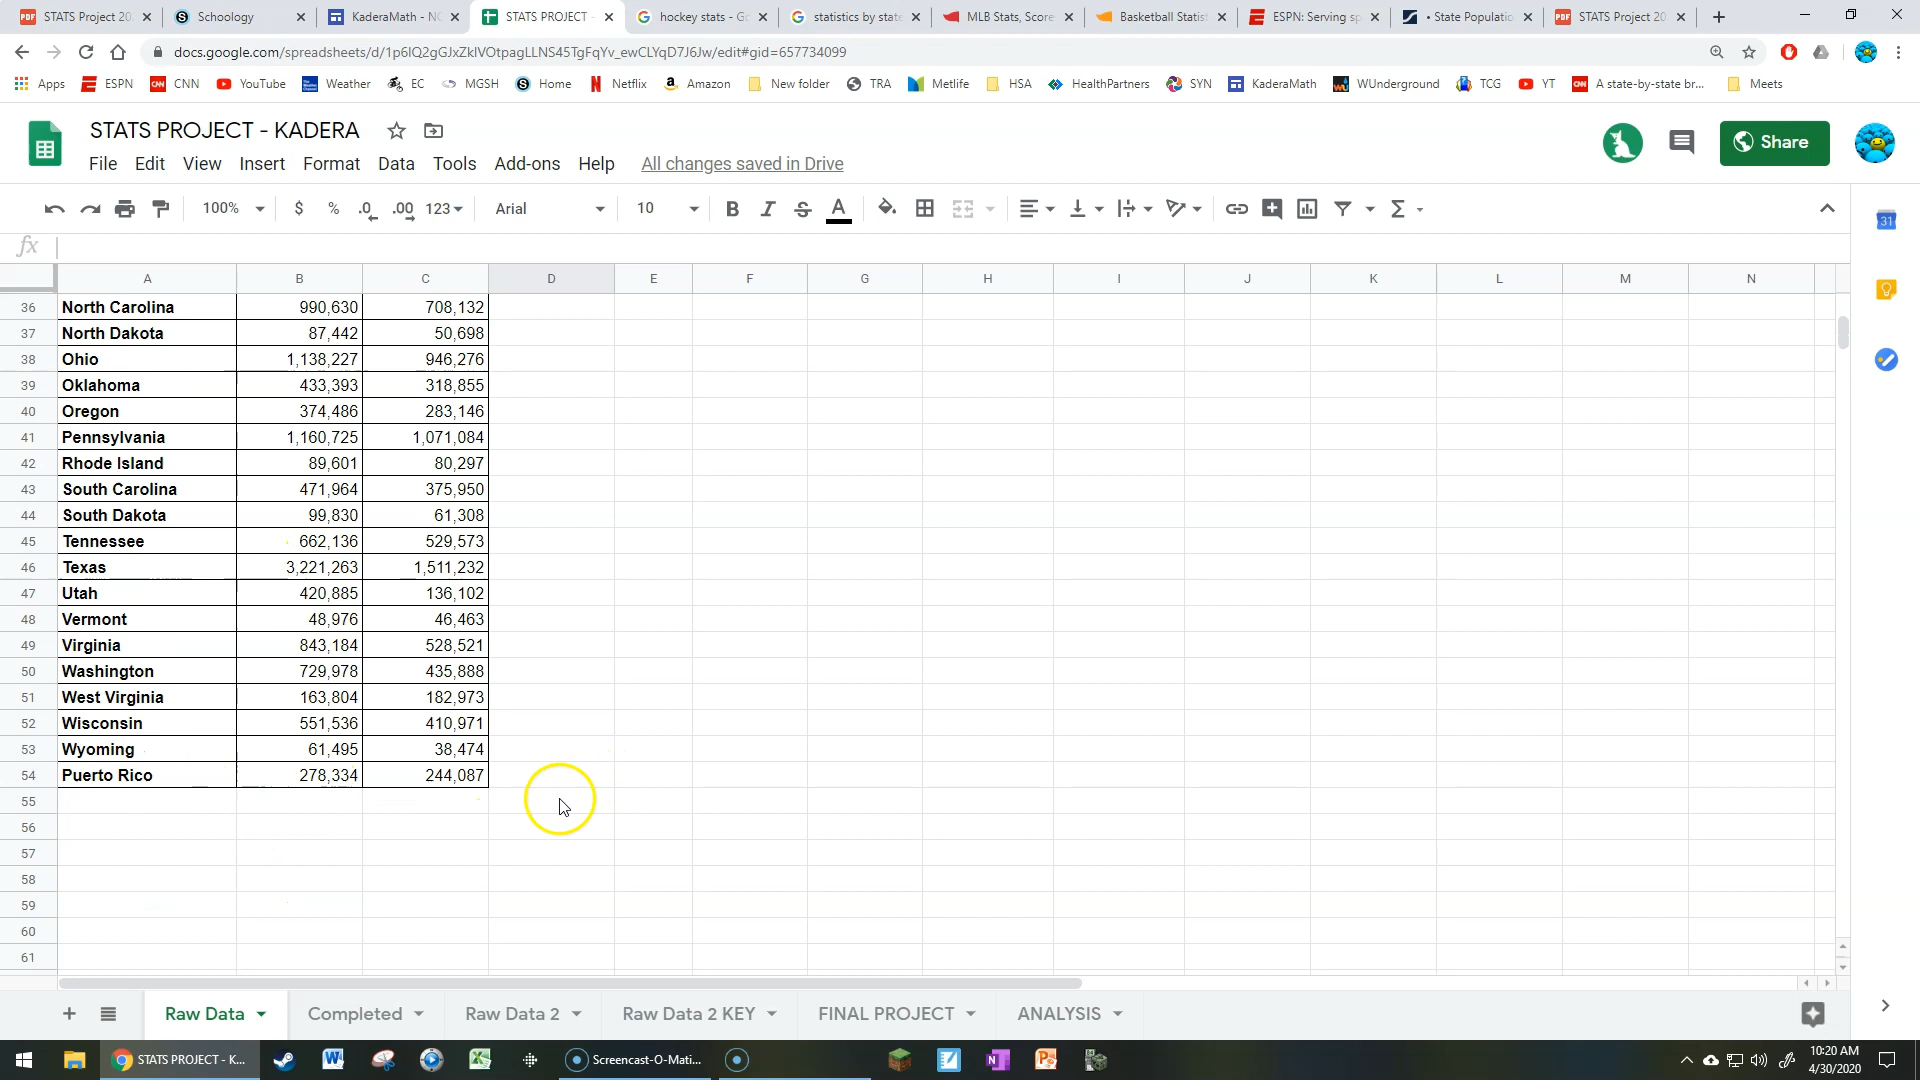 STATS Project 20
Schoology
KaderaMath - NO
STATS PROJECT -
hockey stats - Go
statistics by state
MLB Stats, Score
Basketball Statist
ESPN: Serving sp
• State Populatio
STATS Project 20
docs.google.com/spreadsheets/d/1p6IQ2gGJxZkIVOtpagLLNS45TgFqYv_ewCLYqD7J6Jw/edit#gid=657734099
Apps ESPN CNN YouTube Weather EC MGSH Home Netflix Amazon New folder TRA Metlife HSA HealthPartners SYN KaderaMath WUnderground TCG YT A state-by-state br... Meets
STATS PROJECT - KADERA
Share
File Edit View Insert Format Data Tools Add-ons Help All changes saved in Drive
100% $ % .0 .00 123 Arial 10 B I S A Σ
fx
A B C D E F G H I J K L M N
36 North Carolina 990,630 708,132
37 North Dakota 87,442 50,698
38 Ohio 1,138,227 946,276
39 Oklahoma 433,393 318,855
40 Oregon 374,486 283,146
41 Pennsylvania 1,160,725 1,071,084
42 Rhode Island 89,601 80,297
43 South Carolina 471,964 375,950
44 South Dakota 99,830 61,308
45 Tennessee 662,136 529,573
46 Texas 3,221,263 1,511,232
47 Utah 420,885 136,102
48 Vermont 48,976 46,463
49 Virginia 843,184 528,521
50 Washington 729,978 435,888
51 West Virginia 163,804 182,973
52 Wisconsin 551,536 410,971
53 Wyoming 61,495 38,474
54 Puerto Rico 278,334 244,087
55
56
57
58
59
60
61
Raw Data Completed Raw Data 2 Raw Data 2 KEY FINAL PROJECT ANALYSIS
STATS PROJECT - K...
Screencast-O-Mati...
10:20 AM
4/30/2020